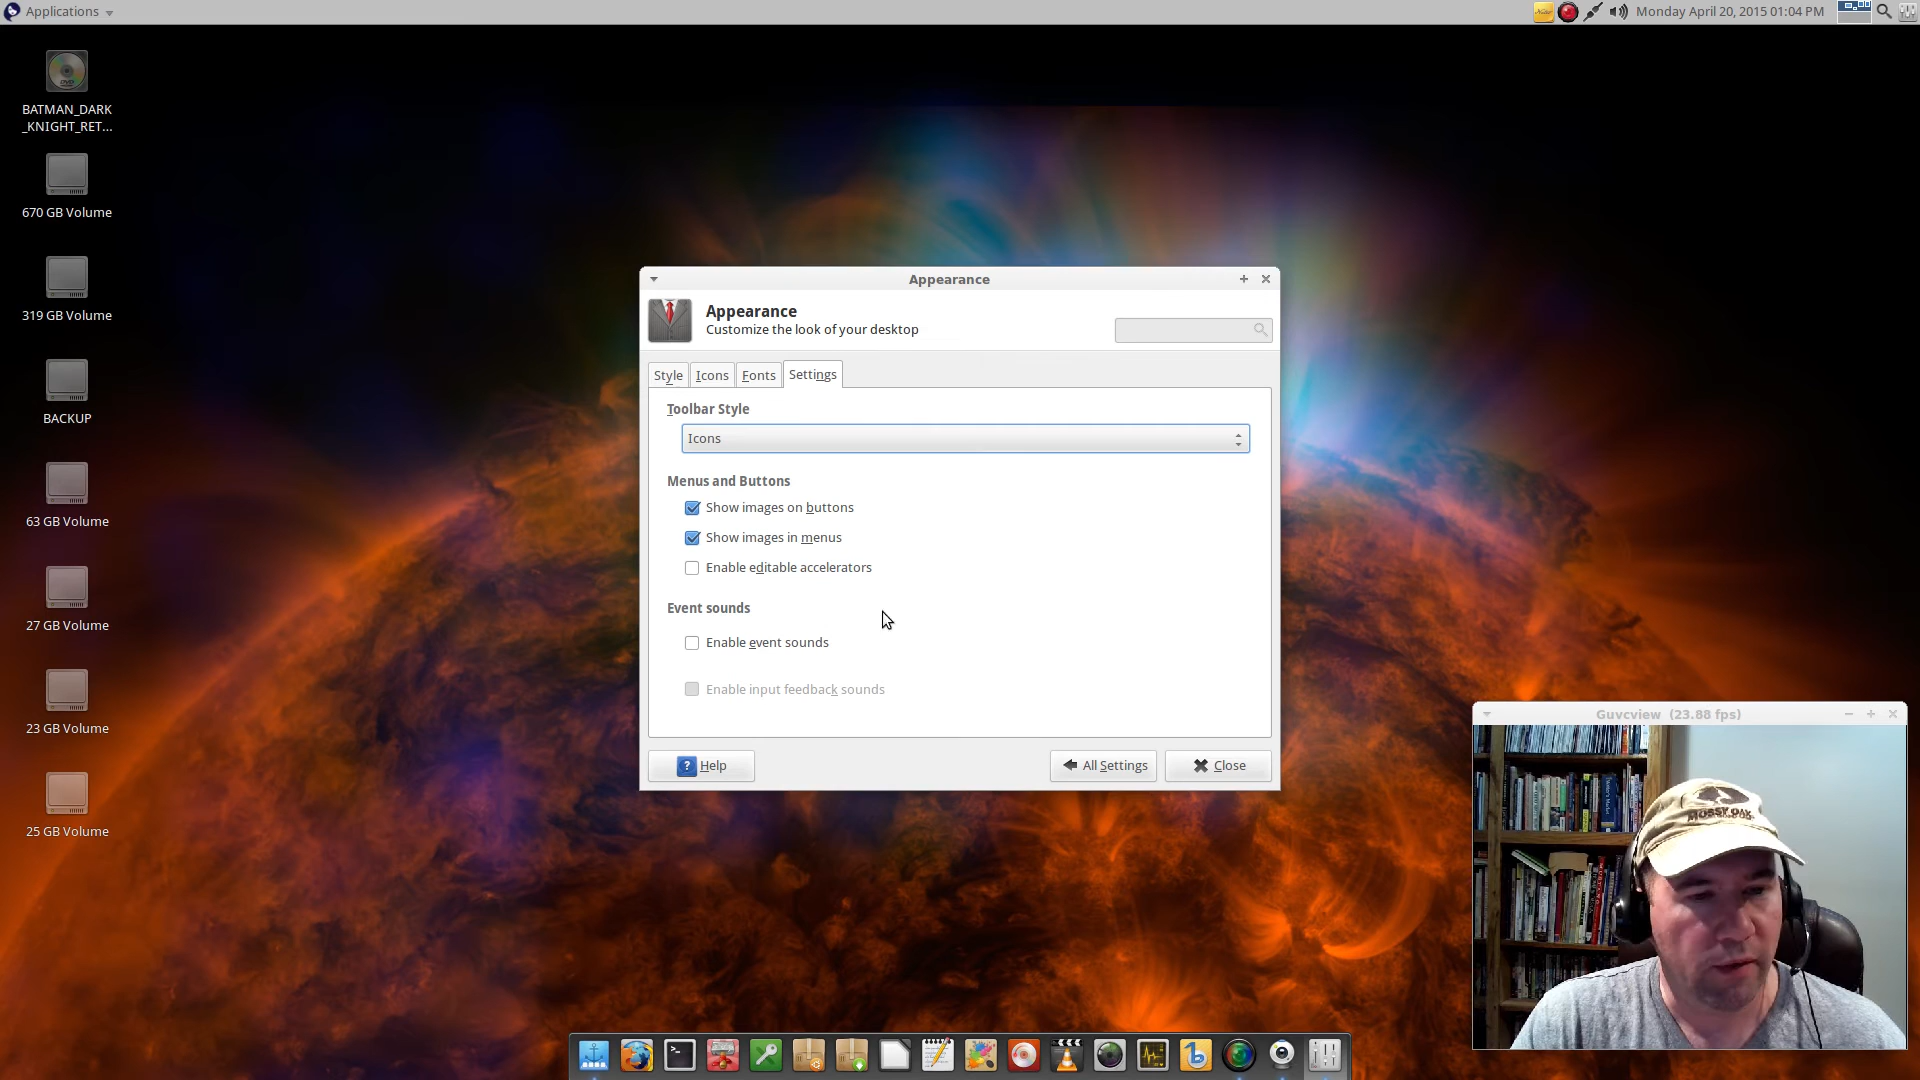 Applications
Monday April 20, 2015 01:04 PM
BATMAN_DARK
_KNIGHT_RET...
670 GB Volume
319 GB Volume
BACKUP
63 GB Volume
27 GB Volume
23 GB Volume
25 GB Volume
Appearance
Appearance
Customize the look of your desktop
Style
Icons
Fonts
Settings
Toolbar Style
Icons
Menus and Buttons
Show images on buttons
Show images in menus
Enable editable accelerators
Event sounds
Enable event sounds
Enable input feedback sounds
Help
All Settings
Close
Guvcview (23.88 fps)
MOSSY OAK